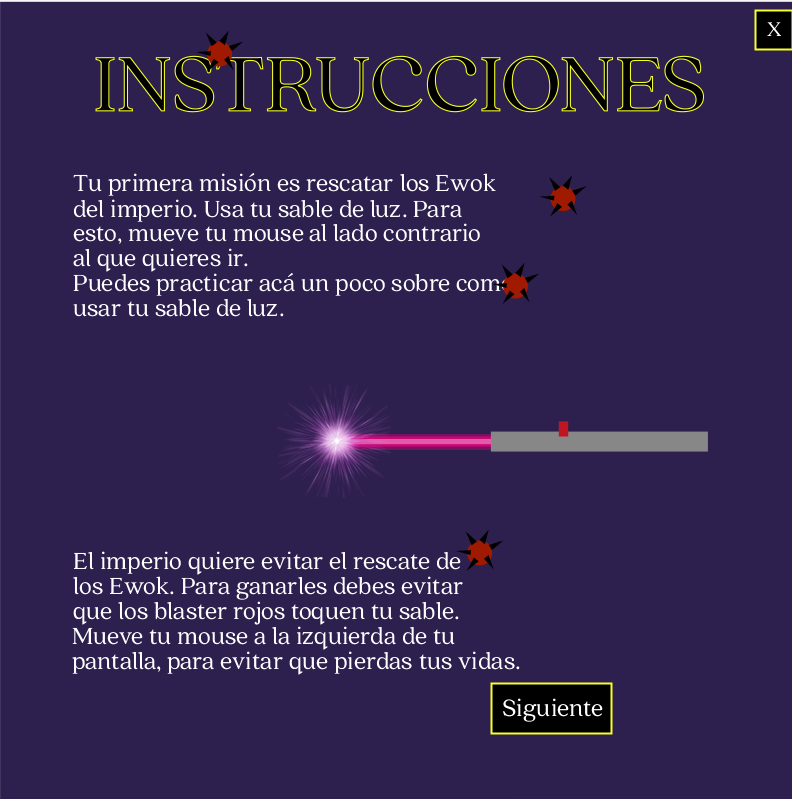 X
INSTRUCCIONES
Tu primera misión es rescatar los Ewok
del imperio. Usa tu sable de luz. Para
esto, mueve tu mouse al lado contrario
al que quieres ir.
Puedes practicar acá un poco sobre com
usar tu sable de luz.
El imperio quiere evitar el rescate de
los Ewok. Para ganarles debes evitar
que los blaster rojos toquen tu sable.
Mueve tu mouse a la izquierda de tu
pantalla, para evitar que pierdas tus vidas.
Siguiente